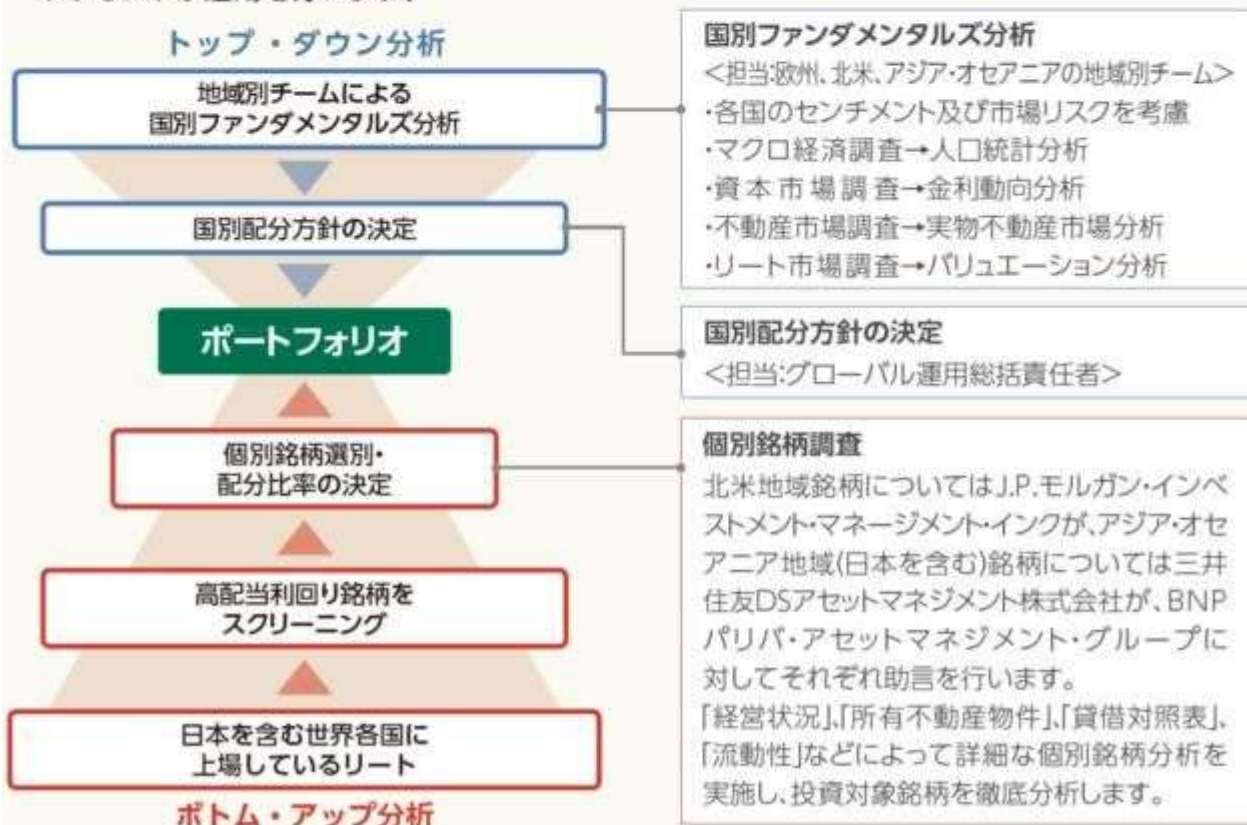 トップ・ダウン分析
地域別チームによる
国別ファンダメンタルズ分析
国別配分方針の決定
ポートフォリオ
個別銘柄選別・
配分比率の決定
高配当利回り銘柄を
スクリーニング
日本を含む世界各国に
上場しているリート
ボトム・アップ分析
国別ファンダメンタルズ分析
<担当:欧州、北米、アジア・オセアニアの地域別チーム>
・各国のセンチメント及び市場リスクを考慮
・マクロ経済調査→人口統計分析
・資本市場調査→金利動向分析
・不動産市場調査→実物不動産市場分析
・リート市場調査→バリュエーション分析
国別配分方針の決定
<担当:グローバル運用総括責任者>
個別銘柄調査
北米地域銘柄についてはJ.P.モルガン・インベ
ストメント・マネージメント・インクが、アジア・オセ
アニア地域(日本を含む)銘柄については三井
住友DSアセットマネジメント株式会社が、BNP
パリバ・アセットマネジメント・グループに
対してそれぞれ助言を行います。
「経営状況」、「所有不動産物件」、「貸借対照表」、
「流動性」などによって詳細な個別銘柄分析を
実施し、投資対象銘柄を徹底分析します。